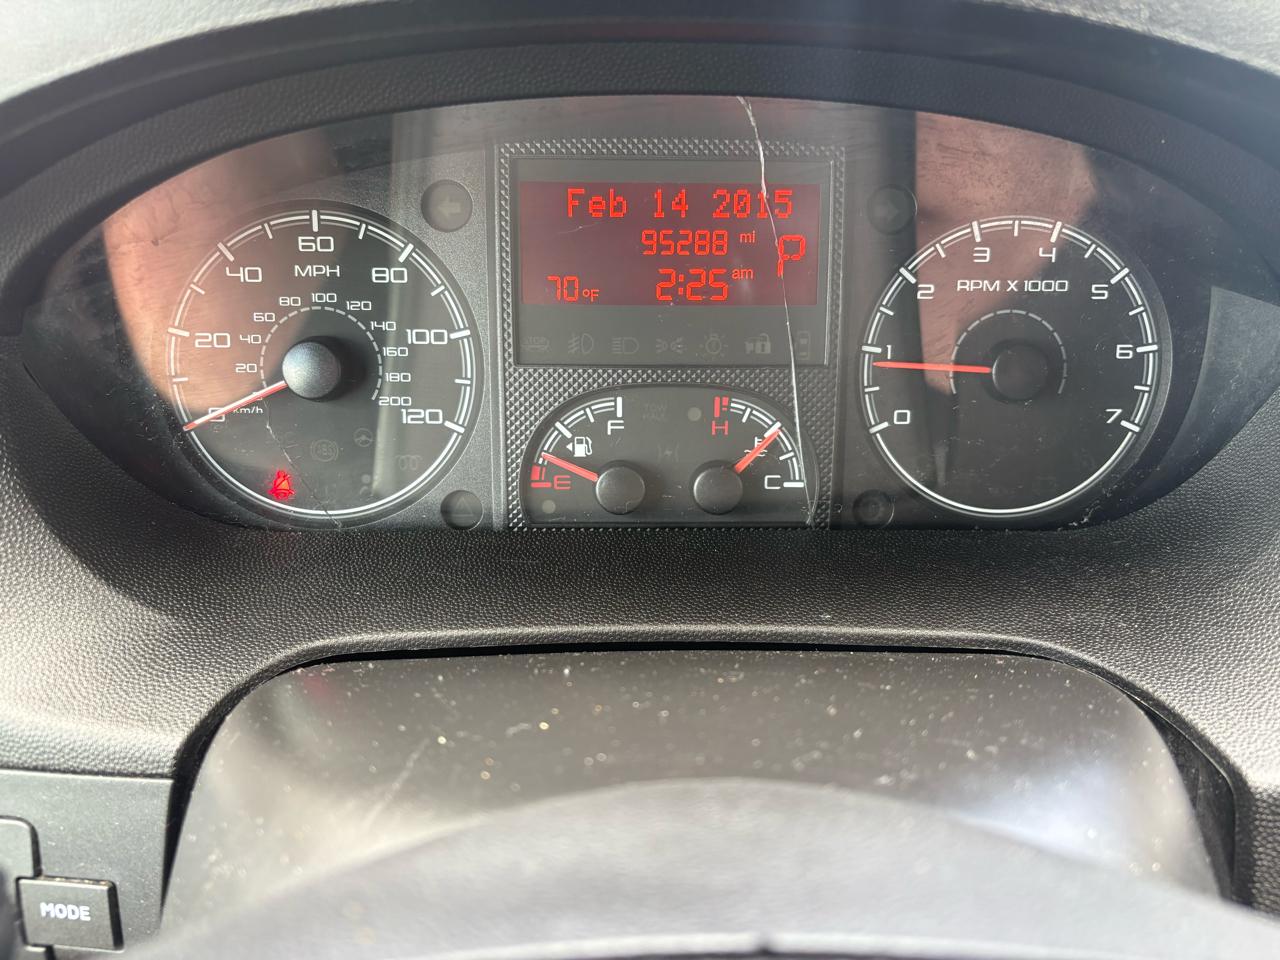 Feb 14 2015
95288 mi P
70°F 2:25 am
60
40 80
MPH
20 100
0 120
80 100 120
60 140
40 160
20 180
km/h 200
F
E
H
C
3 4
2 5
RPM X 1000
1 6
0 7
MODE